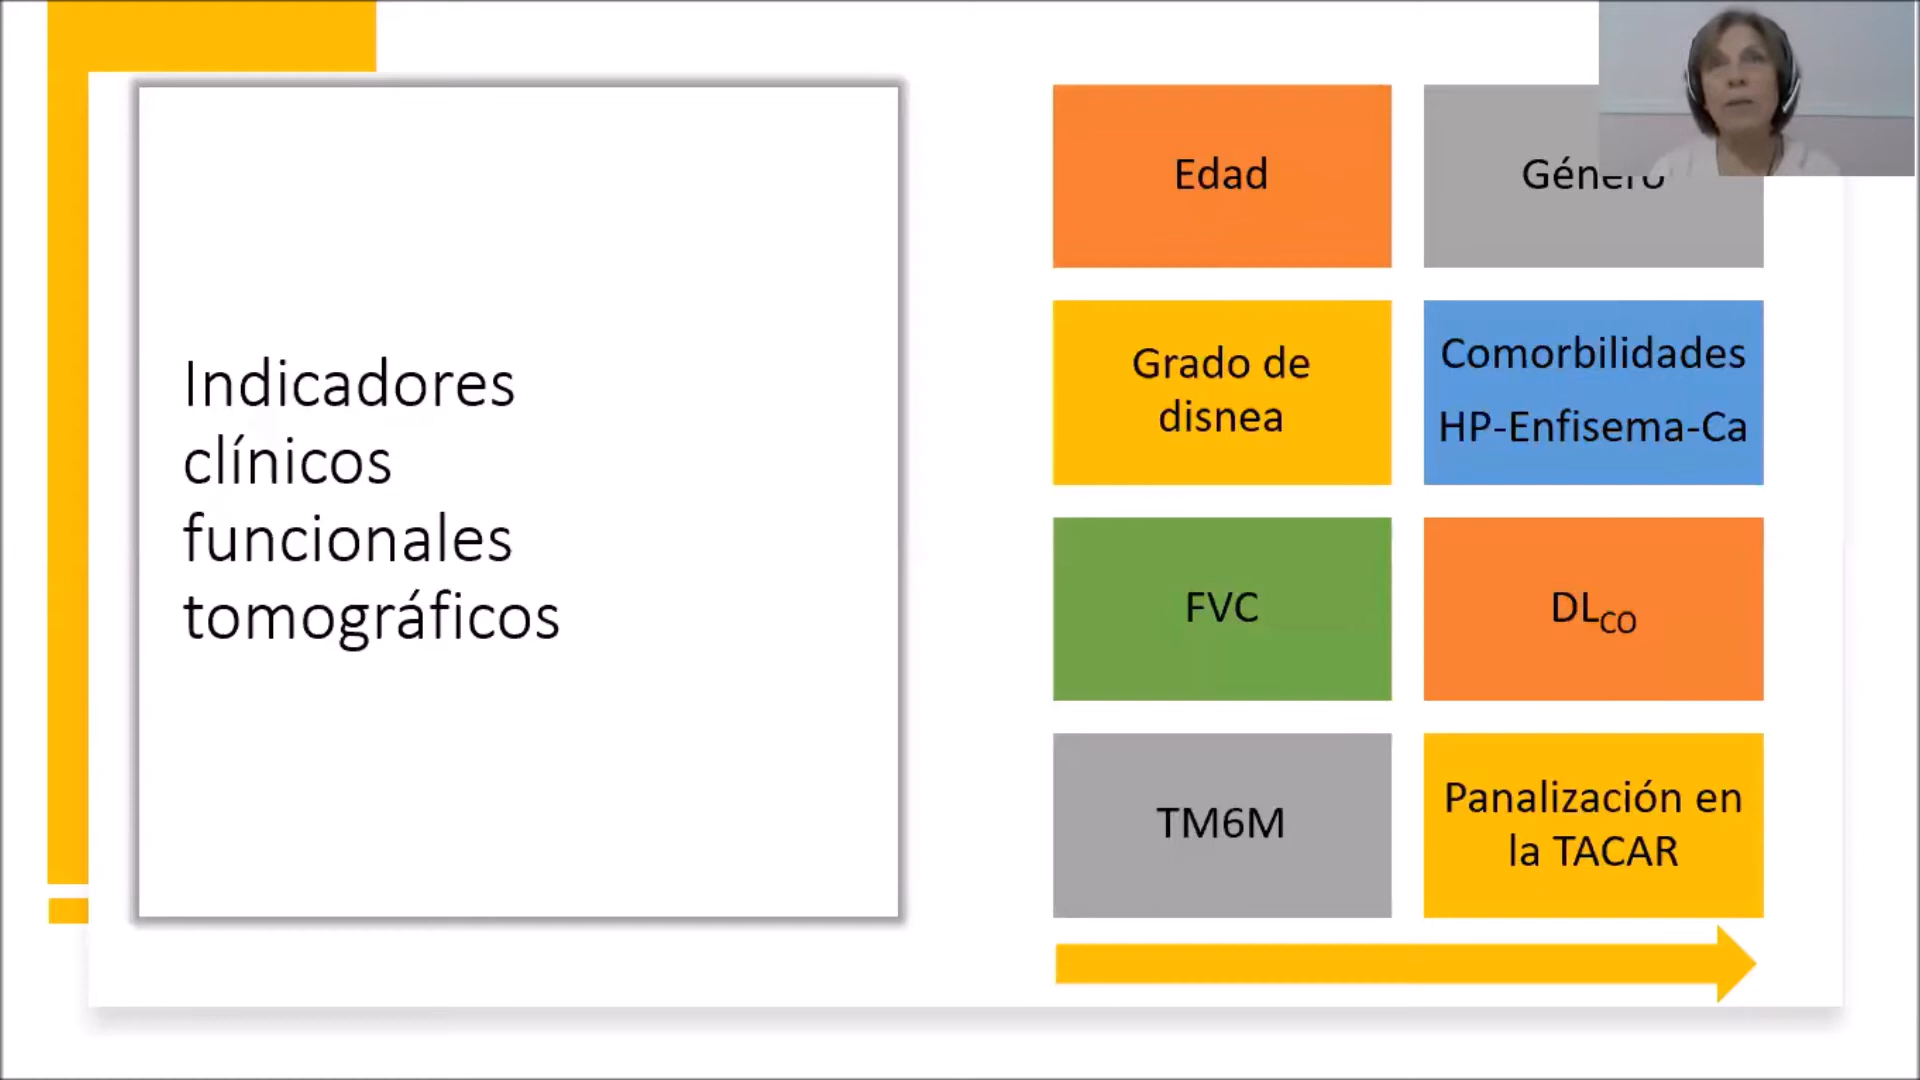 Indicadores
clínicos
funcionales
tomográficos
Edad
Género
Grado de
disnea
Comorbilidades
HP-Enfisema-Ca
FVC
DLCO
TM6M
Panalización en
la TACAR